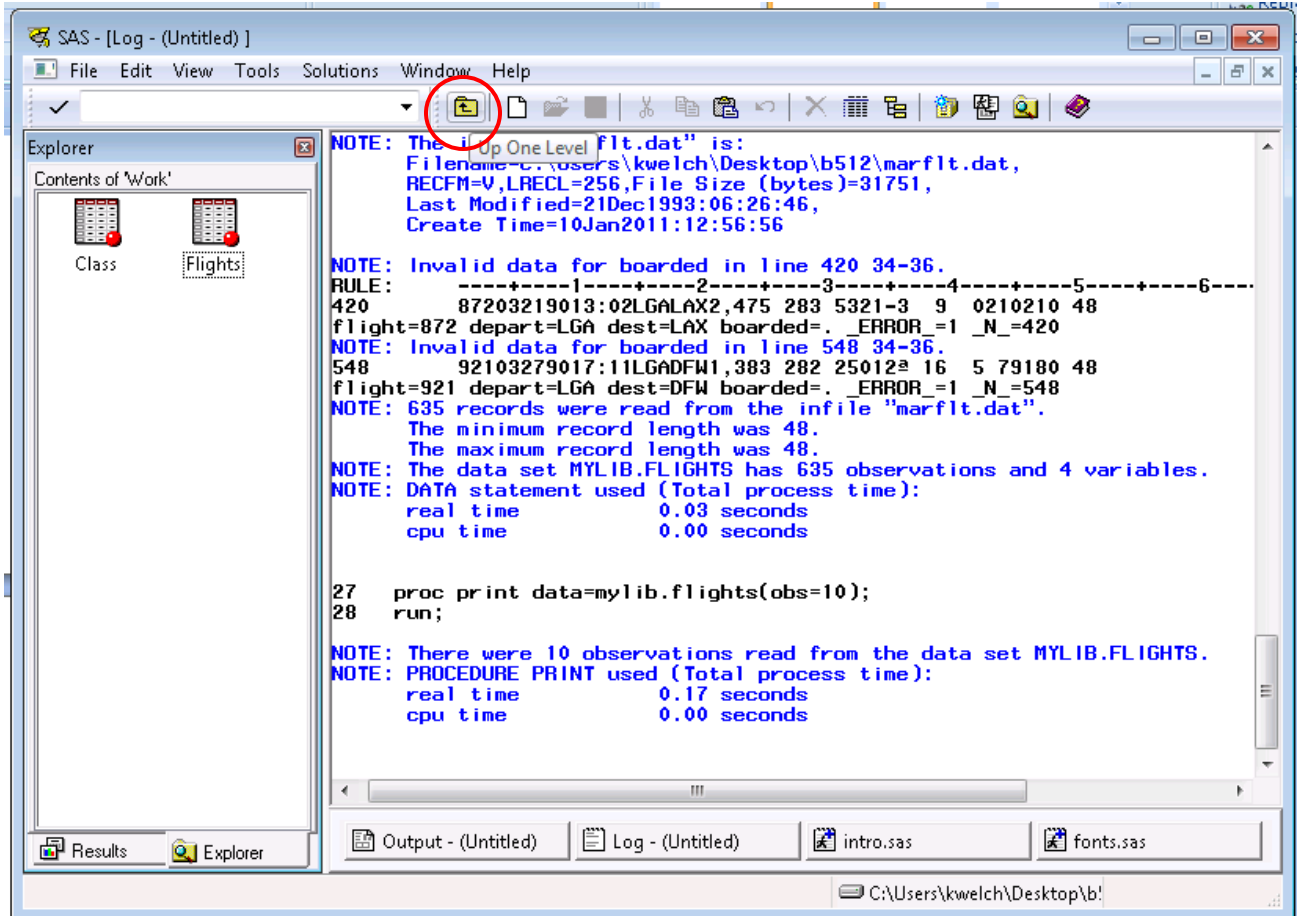 SAS - [Log - (Untitled) ]
File Edit View Tools Solutions Window Help
Up One Level
Explorer
Contents of 'Work'
Class
Flights
Results
Explorer
NOTE: The i flt.dat" is:
Filename=C:\Users\kwelch\Desktop\b512\marflt.dat,
RECFM=V,LRECL=256,File Size (bytes)=31751,
Last Modified=21Dec1993:06:26:46,
Create Time=10Jan2011:12:56:56
NOTE: Invalid data for boarded in line 420 34-36.
RULE: ----+----1----+----2----+----3----+----4----+----5----+----6---
420 87203219013:02LGALAX2,475 283 5321-3 9 0210210 48
flight=872 depart=LGA dest=LAX boarded=. _ERROR_=1 _N_=420
NOTE: Invalid data for boarded in line 548 34-36.
548 92103279017:11LGADFW1,383 282 25012ª 16 5 79180 48
flight=921 depart=LGA dest=DFW boarded=. _ERROR_=1 _N_=548
NOTE: 635 records were read from the infile "marflt.dat".
The minimum record length was 48.
The maximum record length was 48.
NOTE: The data set MYLIB.FLIGHTS has 635 observations and 4 variables.
NOTE: DATA statement used (Total process time):
real time 0.03 seconds
cpu time 0.00 seconds
27 proc print data=mylib.flights(obs=10);
28 run;
NOTE: There were 10 observations read from the data set MYLIB.FLIGHTS.
NOTE: PROCEDURE PRINT used (Total process time):
real time 0.17 seconds
cpu time 0.00 seconds
Output - (Untitled)
Log - (Untitled)
intro.sas
fonts.sas
C:\Users\kwelch\Desktop\b!